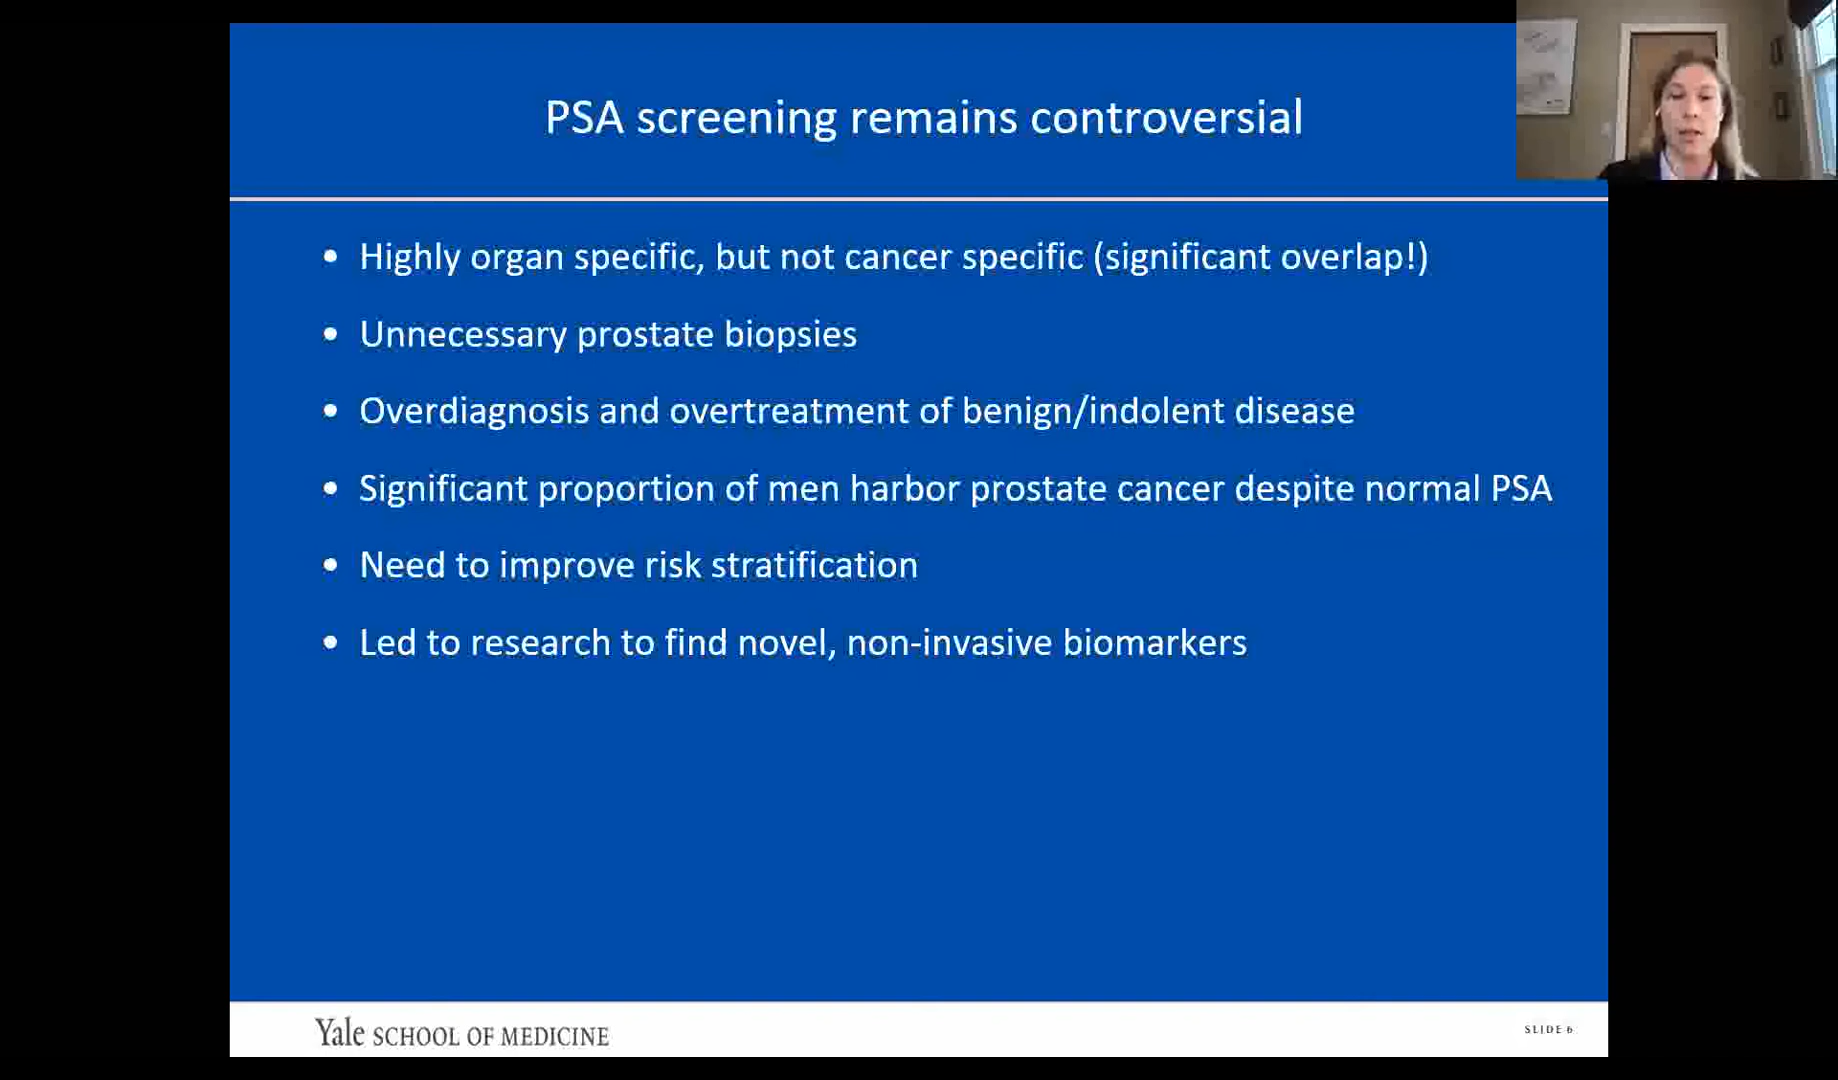 PSA screening remains controversial
• Highly organ specific, but not cancer specific (significant overlap!)
• Unnecessary prostate biopsies
• Overdiagnosis and overtreatment of benign/indolent disease
• Significant proportion of men harbor prostate cancer despite normal PSA
• Need to improve risk stratification
• Led to research to find novel, non-invasive biomarkers
Yale SCHOOL OF MEDICINE
SLIDE 6